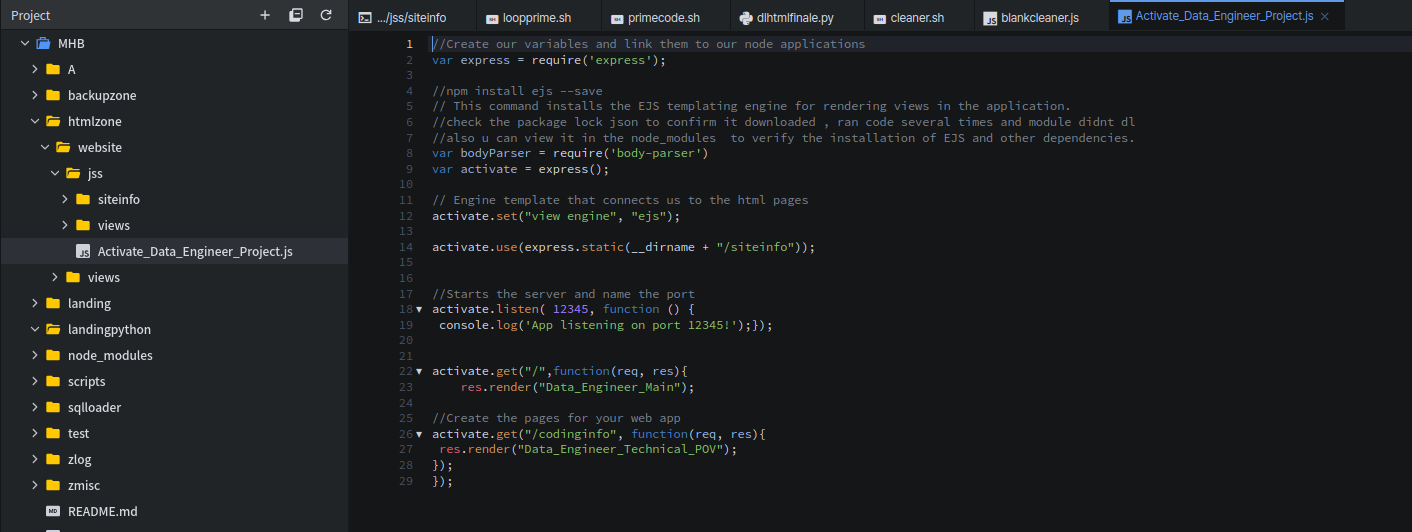 Project
MHB
A
backupzone
htmlzone
website
jss
siteinfo
views
Activate_Data_Engineer_Project.js
views
landing
landingpython
node_modules
scripts
sqlloader
test
zlog
zmisc
README.md
.../jss/siteinfo
loopprime.sh
primecode.sh
dlhtmlfinale.py
cleaner.sh
blankcleaner.js
Activate_Data_Engineer_Project.js
1 //Create our variables and link them to our node applications
2 var express = require('express');
3
4 //npm install ejs --save
5 // This command installs the EJS templating engine for rendering views in the application.
6 //check the package lock json to confirm it downloaded , ran code several times and module didnt dl
7 //also u can view it in the node_modules  to verify the installation of EJS and other dependencies.
8 var bodyParser = require('body-parser')
9 var activate = express();
10
11 // Engine template that connects us to the html pages
12 activate.set("view engine", "ejs");
13
14 activate.use(express.static(__dirname + "/siteinfo"));
15
16
17 //Starts the server and name the port
18 activate.listen( 12345, function () {
19  console.log('App listening on port 12345!');});
20
21
22 activate.get("/",function(req, res){
23     res.render("Data_Engineer_Main");
24
25 //Create the pages for your web app
26 activate.get("/codinginfo", function(req, res){
27  res.render("Data_Engineer_Technical_POV");
28 });
29 });